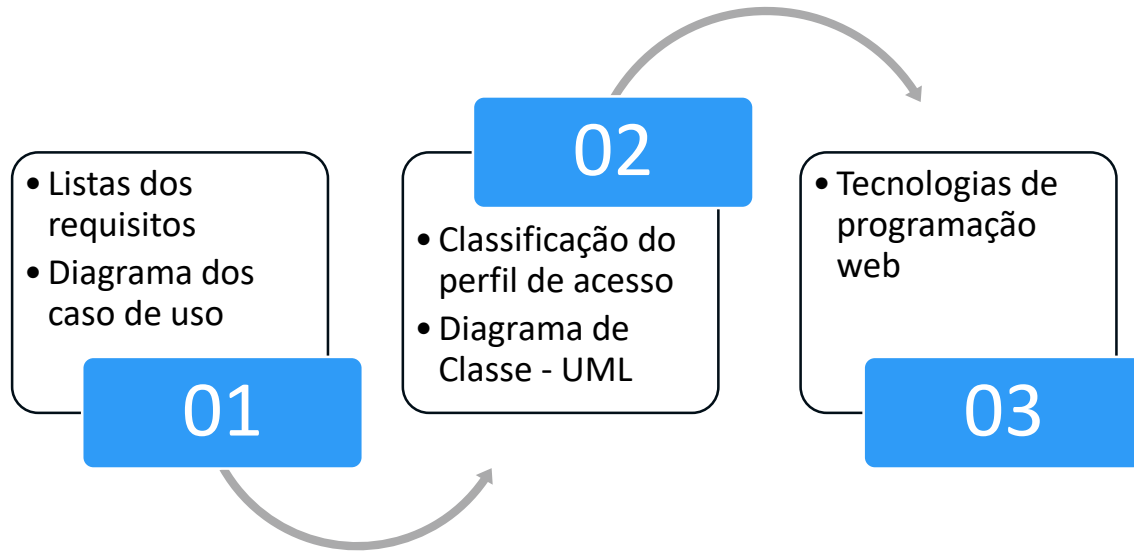 • Listas dos
requisitos
• Diagrama dos
caso de uso
01
02
• Classificação do
perfil de acesso
• Diagrama de
Classe - UML
• Tecnologias de
programação
web
03